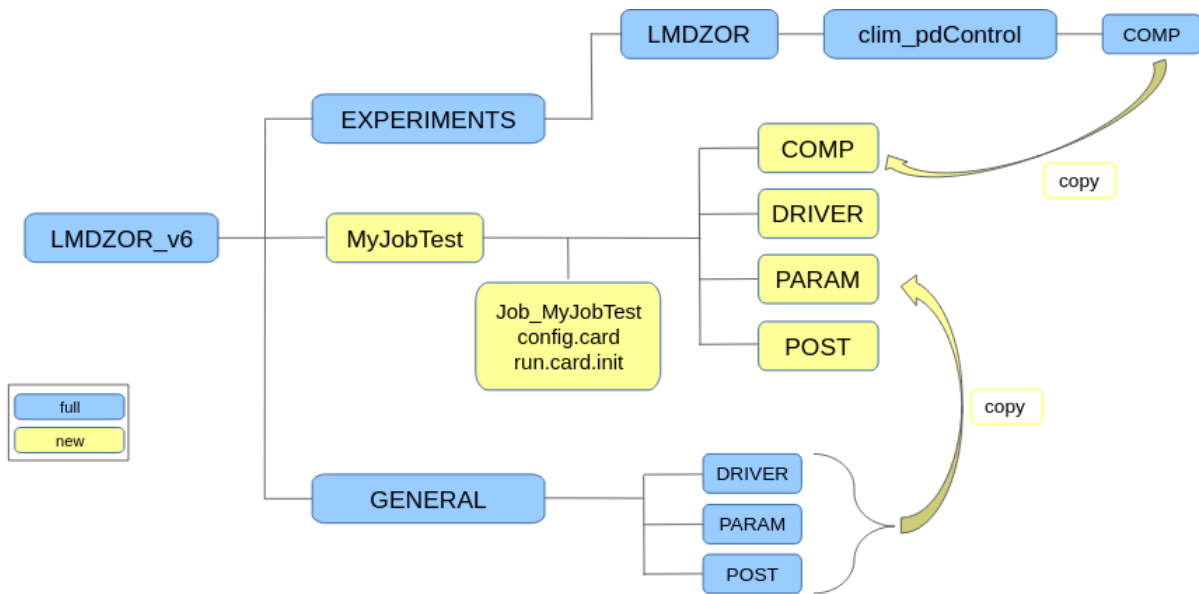 LMDZOR
clim_pdControl
COMP
EXPERIMENTS
COMP
copy
DRIVER
LMDZOR_v6
MyJobTest
PARAM
Job_MyJobTest
config.card
run.card.init
POST
full
new
copy
GENERAL
DRIVER
PARAM
POST